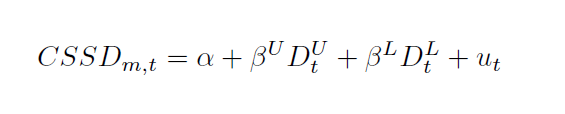 CSSD_{m,t} = α + β^U D_t^U + β^L D_t^L + u_t